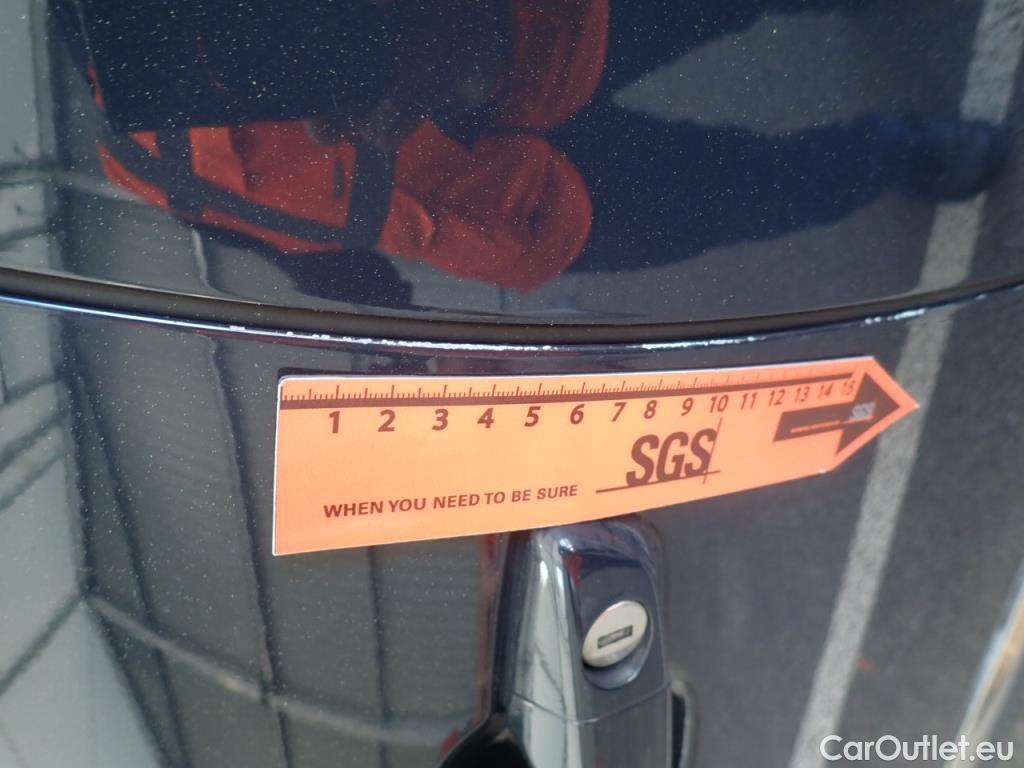 1 2 3 4 5 6 7 8 9 10 11 12 13 14 15
SGS
SGS
WHEN YOU NEED TO BE SURE
CarOutlet.eu